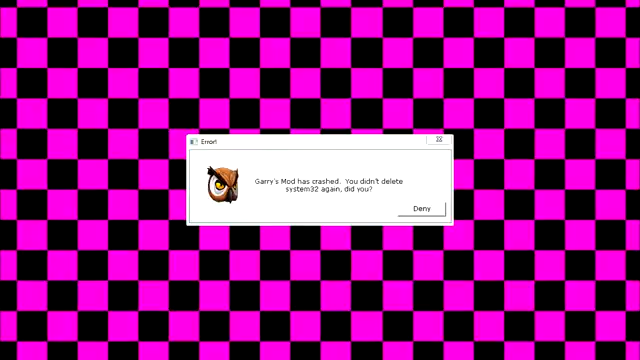 Error!
Garry's Mod has crashed. You didn't delete
system32 again, did you?
Deny